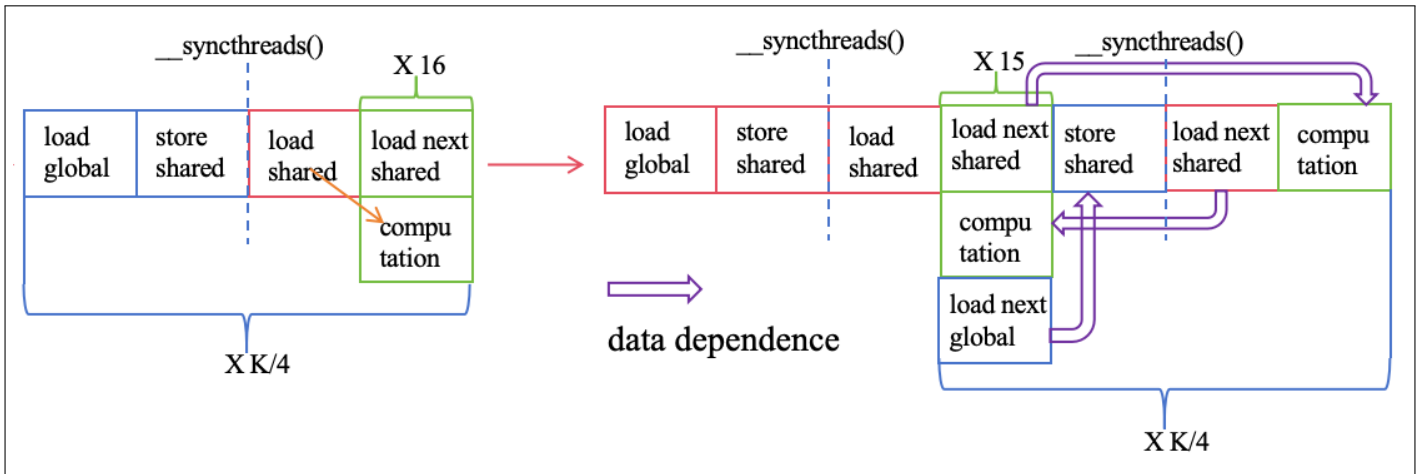 __syncthreads()
X 16
load
global
store
shared
load
shared
load next
shared
compu
tation
X K/4
__syncthreads()
X 15
__syncthreads()
load
global
store
shared
load
shared
load next
shared
store
shared
load next
shared
compu
tation
compu
tation
load next
global
data dependence
X K/4